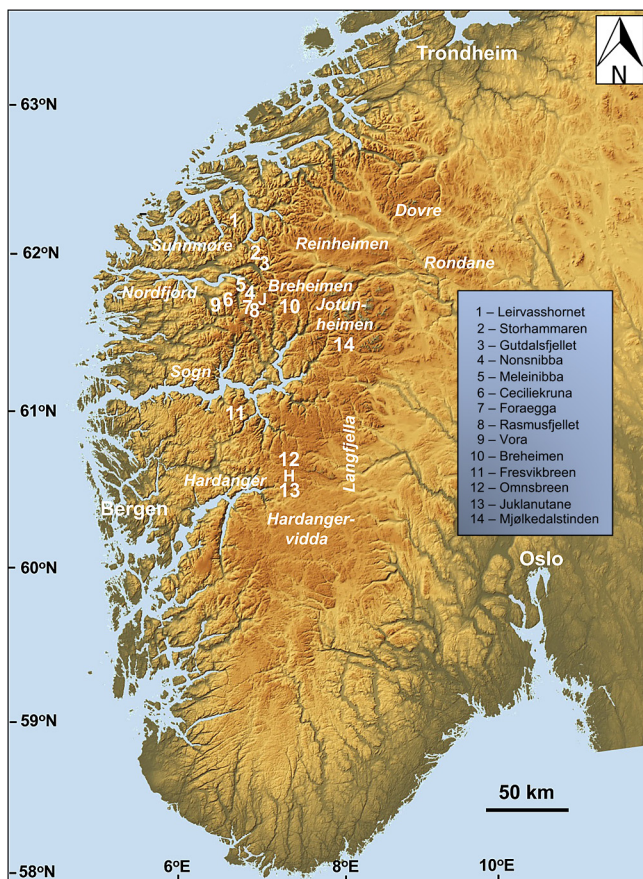 N
Trondheim
63°N
Dovre
1
Sunnmøre
Reinheimen
62°N
2
3
Rondane
Nordfjord
5
Breheimen
4
J
6
9
7
8
10
Jotun-
heimen
14
1 – Leirvasshornet
2 – Storhammaren
3 – Gutdalsfjellet
4 – Nonsnibba
5 – Meleinibba
6 – Ceciliekruna
7 – Foraegga
8 – Rasmusfjellet
9 – Vora
10 – Breheimen
11 – Fresvikbreen
12 – Omnsbreen
13 – Juklanutane
14 – Mjølkedalstinden
Sogn
61°N
11
Langfjella
12
H
13
Hardanger
Bergen
Hardanger-
vidda
Oslo
60°N
59°N
50 km
58°N
6°E
8°E
10°E